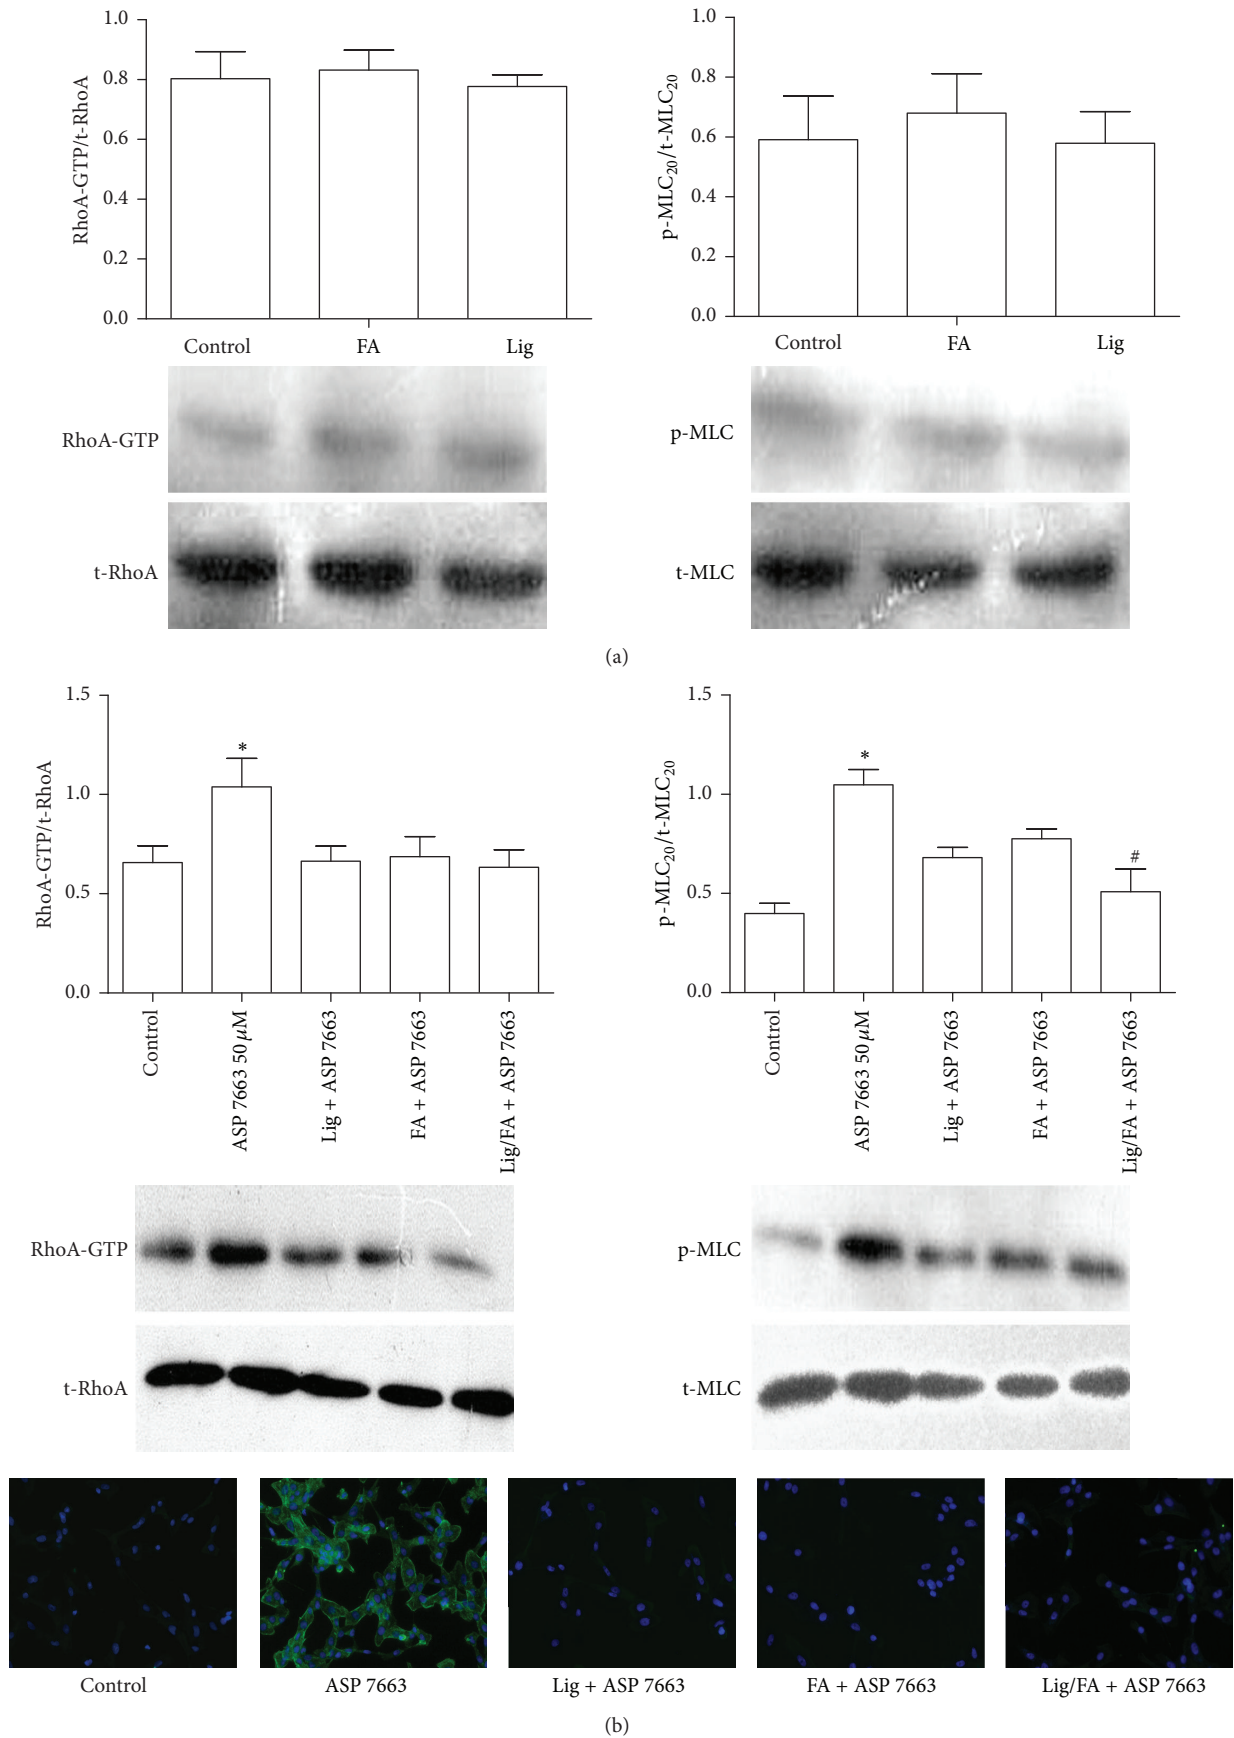 RhoA-GTP/t-RhoA
1.0
0.8
0.6
0.4
0.2
0.0
Control FA Lig
p-MLC₂₀/t-MLC₂₀
1.0
0.8
0.6
0.4
0.2
0.0
Control FA Lig
RhoA-GTP
t-RhoA
p-MLC
t-MLC
(a)
RhoA-GTP/t-RhoA
1.5
1.0
0.5
0.0
*
Control
ASP 7663 50 μM
Lig + ASP 7663
FA + ASP 7663
Lig/FA + ASP 7663
p-MLC₂₀/t-MLC₂₀
1.5
1.0
0.5
0.0
*
#
Control
ASP 7663 50 μM
Lig + ASP 7663
FA + ASP 7663
Lig/FA + ASP 7663
RhoA-GTP
t-RhoA
p-MLC
t-MLC
Control ASP 7663 Lig + ASP 7663 FA + ASP 7663 Lig/FA + ASP 7663
(b)